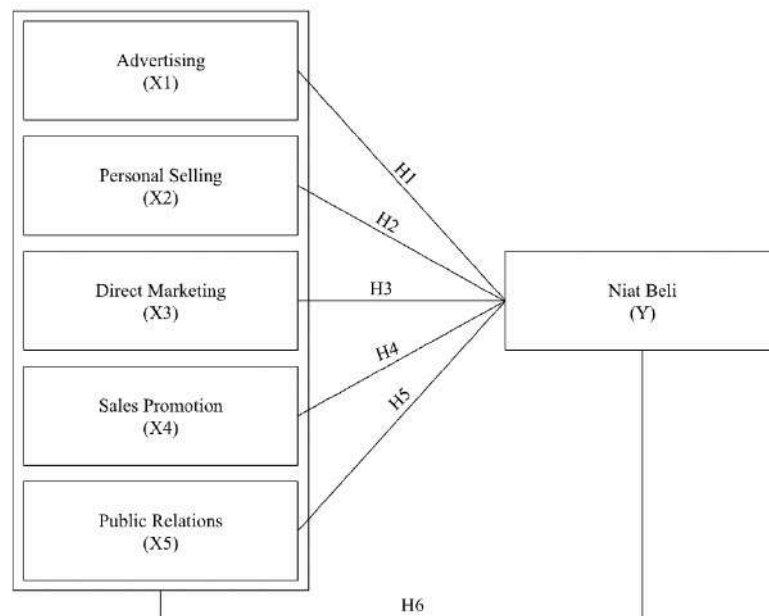 Advertising
(X1)
Personal Selling
(X2)
Direct Marketing
(X3)
Sales Promotion
(X4)
Public Relations
(X5)
H1
H2
H3
H4
H5
Niat Beli
(Y)
H6